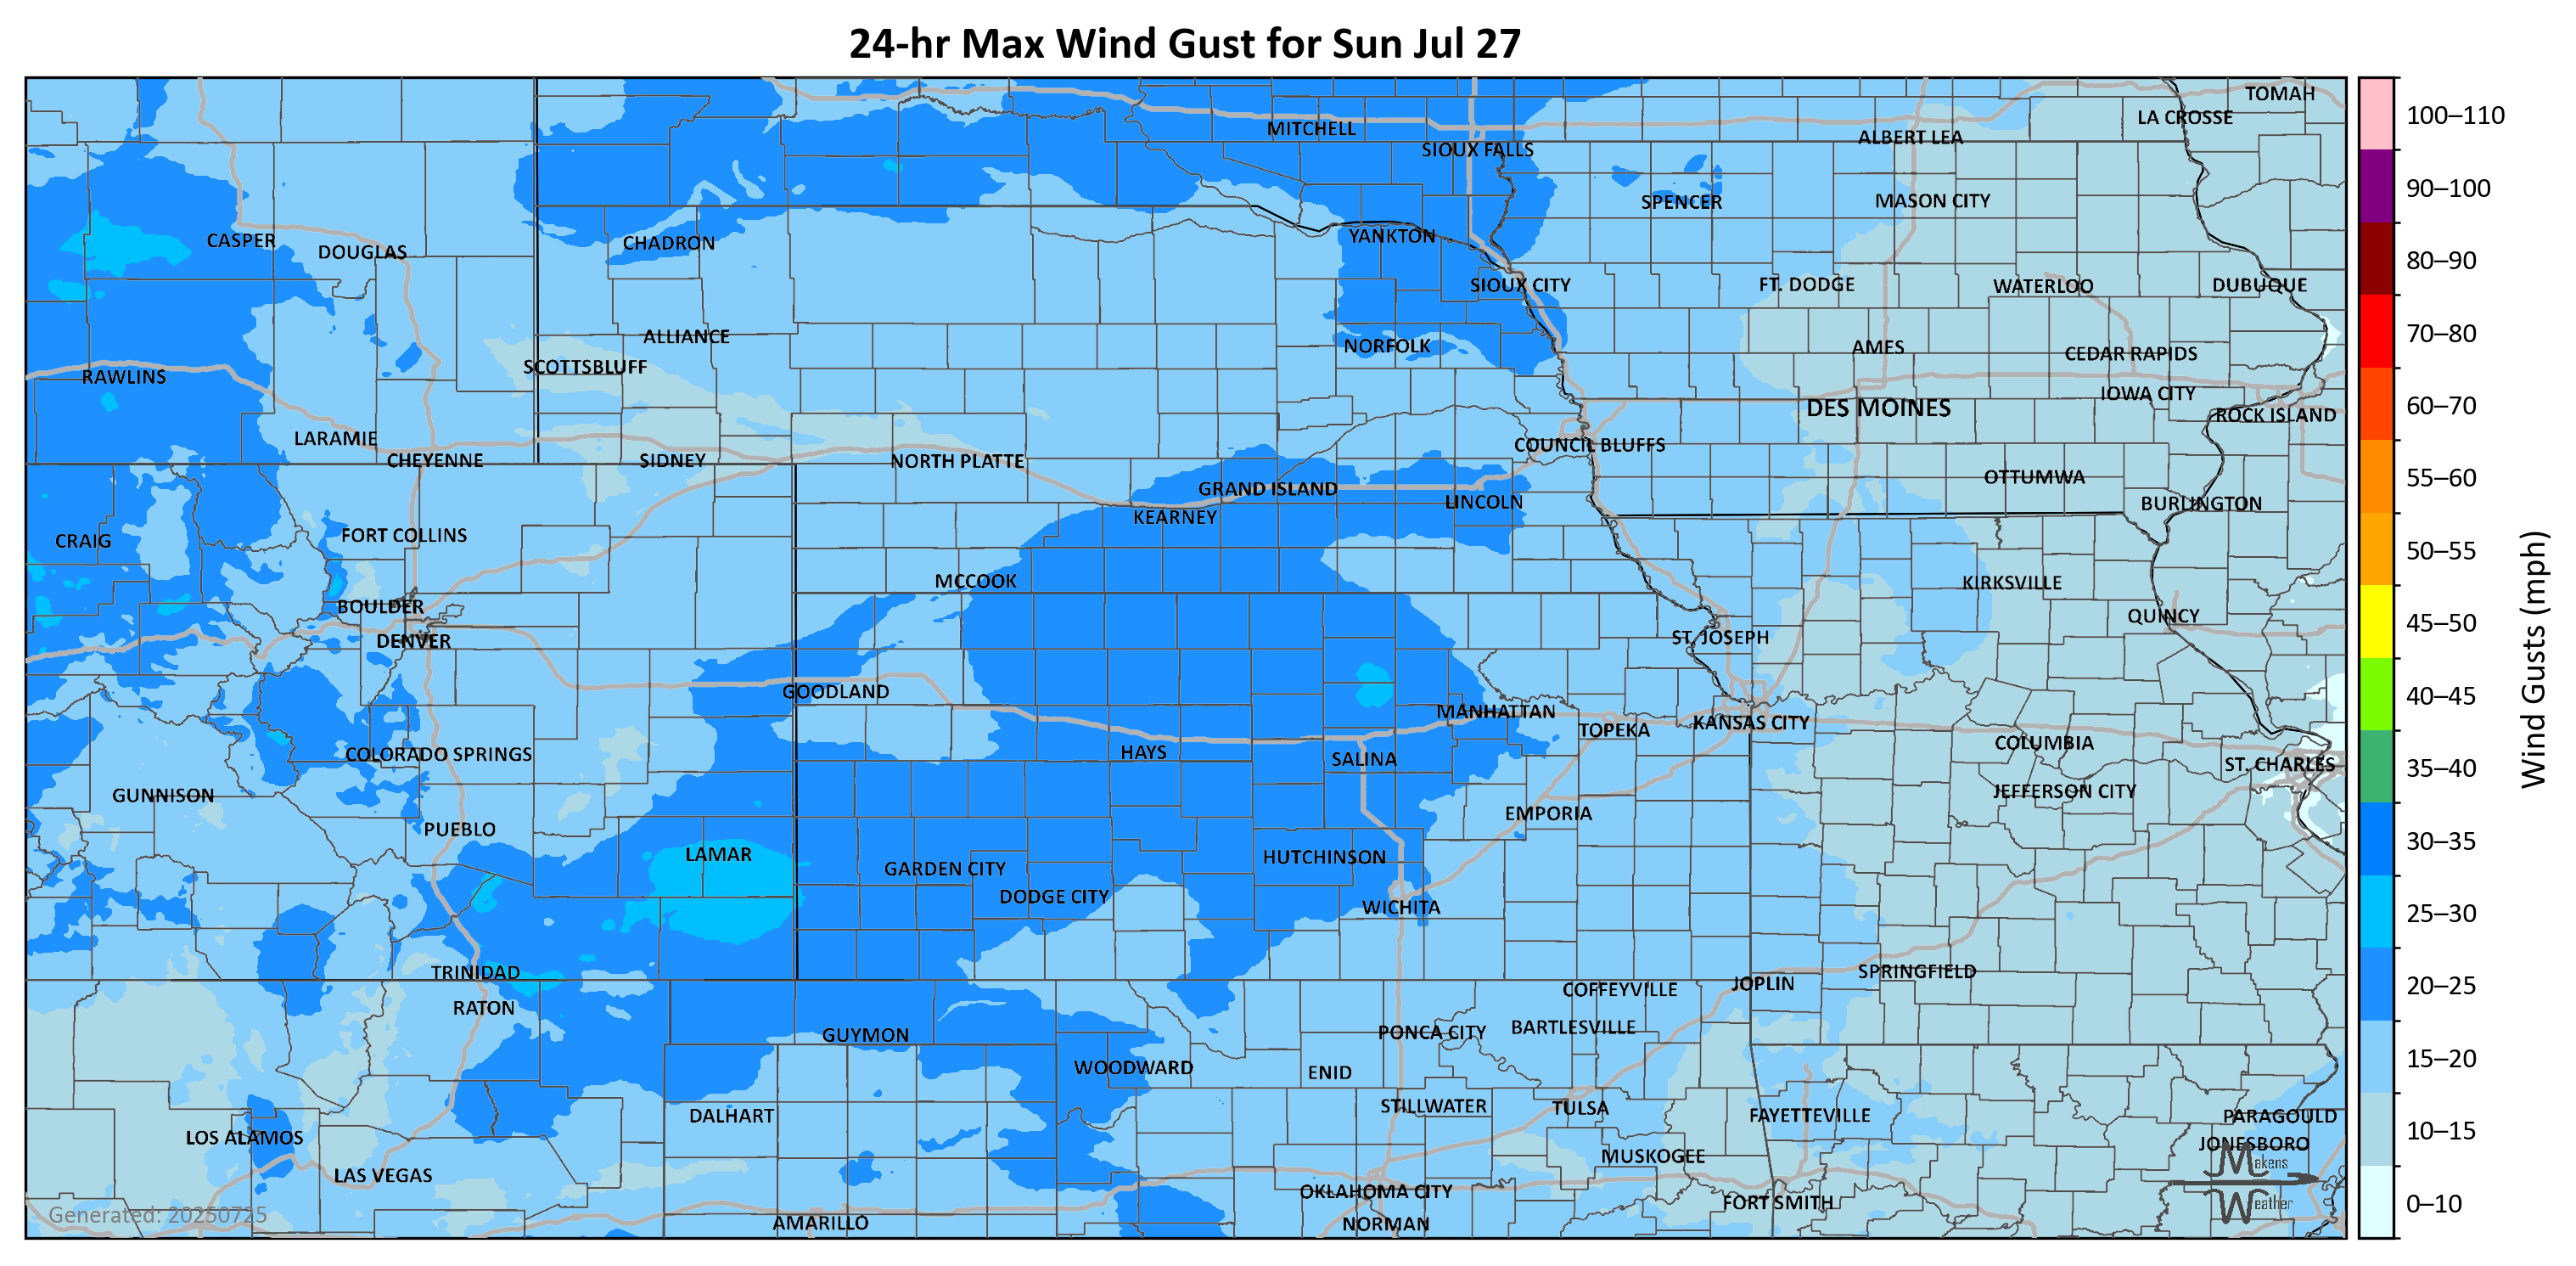 24-hr Max Wind Gust for Sun Jul 27
TOMAH
LA CROSSE
MITCHELL
ALBERT LEA
SIOUX FALLS
SPENCER
MASON CITY
CASPER
DOUGLAS
CHADRON
YANKTON
SIOUX CITY
FT. DODGE
WATERLOO
DUBUQUE
ALLIANCE
NORFOLK
AMES
CEDAR RAPIDS
SCOTTSBLUFF
RAWLINS
IOWA CITY
DES MOINES
ROCK ISLAND
LARAMIE
COUNCIL BLUFFS
CHEYENNE
SIDNEY
NORTH PLATTE
OTTUMWA
GRAND ISLAND
LINCOLN
BURLINGTON
KEARNEY
FORT COLLINS
CRAIG
MCCOOK
KIRKSVILLE
BOULDER
QUINCY
DENVER
ST. JOSEPH
GOODLAND
MANHATTAN
KANSAS CITY
TOPEKA
COLUMBIA
COLORADO SPRINGS
HAYS
SALINA
ST. CHARLES
JEFFERSON CITY
GUNNISON
EMPORIA
PUEBLO
LAMAR
HUTCHINSON
GARDEN CITY
DODGE CITY
WICHITA
TRINIDAD
SPRINGFIELD
JOPLIN
COFFEYVILLE
RATON
BARTLESVILLE
PONCA CITY
GUYMON
WOODWARD
ENID
STILLWATER
TULSA
DALHART
FAYETTEVILLE
PARAGOULD
LOS ALAMOS
JONESBORO
MUSKOGEE
LAS VEGAS
OKLAHOMA CITY
FORT SMITH
AMARILLO
NORMAN
Generated: 20250725
Makens
Weather
100–110
90–100
80–90
70–80
60–70
55–60
50–55
45–50
40–45
35–40
30–35
25–30
20–25
15–20
10–15
0–10
Wind Gusts (mph)